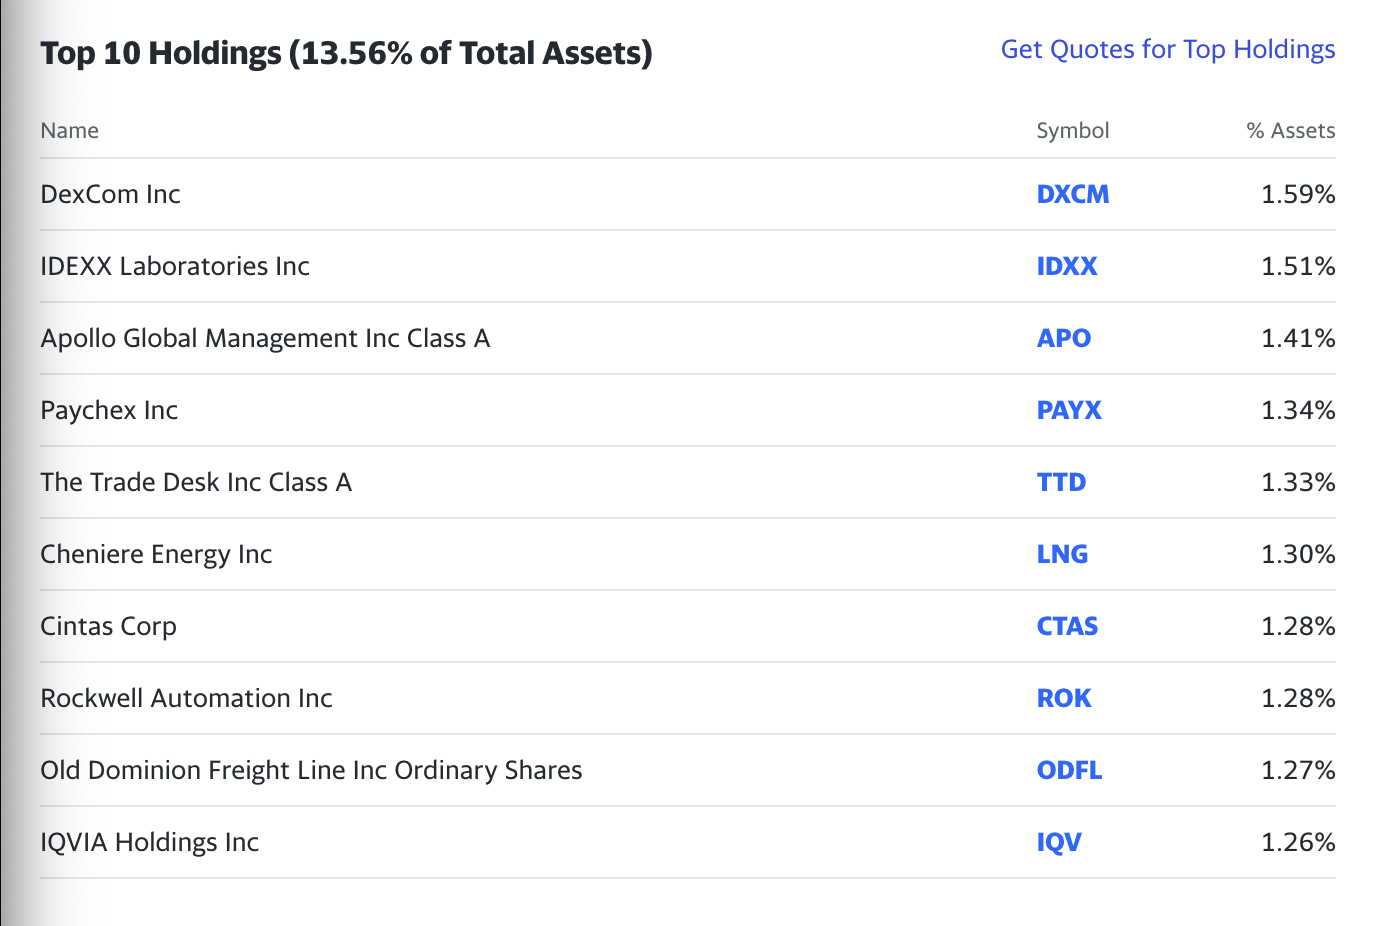 Top 10 Holdings (13.56% of Total Assets) Get Quotes for Top Holdings
Name Symbol % Assets
DexCom Inc DXCM 1.59%
IDEXX Laboratories Inc IDXX 1.51%
Apollo Global Management Inc Class A APO 1.41%
Paychex Inc PAYX 1.34%
The Trade Desk Inc Class A TTD 1.33%
Cheniere Energy Inc LNG 1.30%
Cintas Corp CTAS 1.28%
Rockwell Automation Inc ROK 1.28%
Old Dominion Freight Line Inc Ordinary Shares ODFL 1.27%
IQVIA Holdings Inc IQV 1.26%